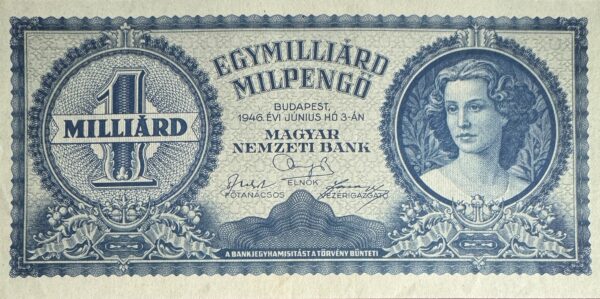 EGYMILLIÁRD
MILPENGŐ
1
MILLIÁRD
BUDAPEST,
1946. ÉVI JÚNIUS HÓ 3-ÁN
MAGYAR
NEMZETI BANK
ELNÖK
FŐTANÁCSOS VEZÉRIGAZGATÓ
A BANKJEGYHAMISÍTÁST A TÖRVÉNY BÜNTETI